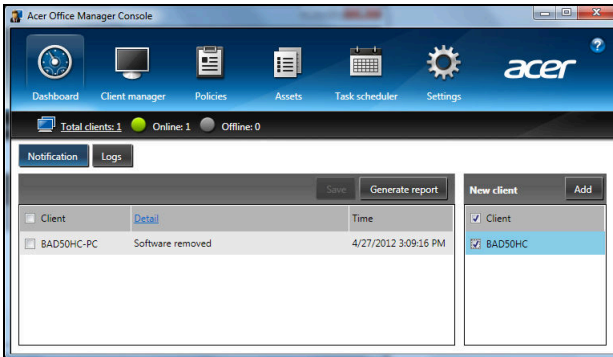 Acer Office Manager Console
acer
?
Dashboard Client manager Policies Assets Task scheduler Settings
Total clients: 1 Online: 1 Offline: 0
Notification Logs
Save Generate report New client Add
Client Detail Time Client
BAD50HC-PC Software removed 4/27/2012 3:09:16 PM BAD50HC